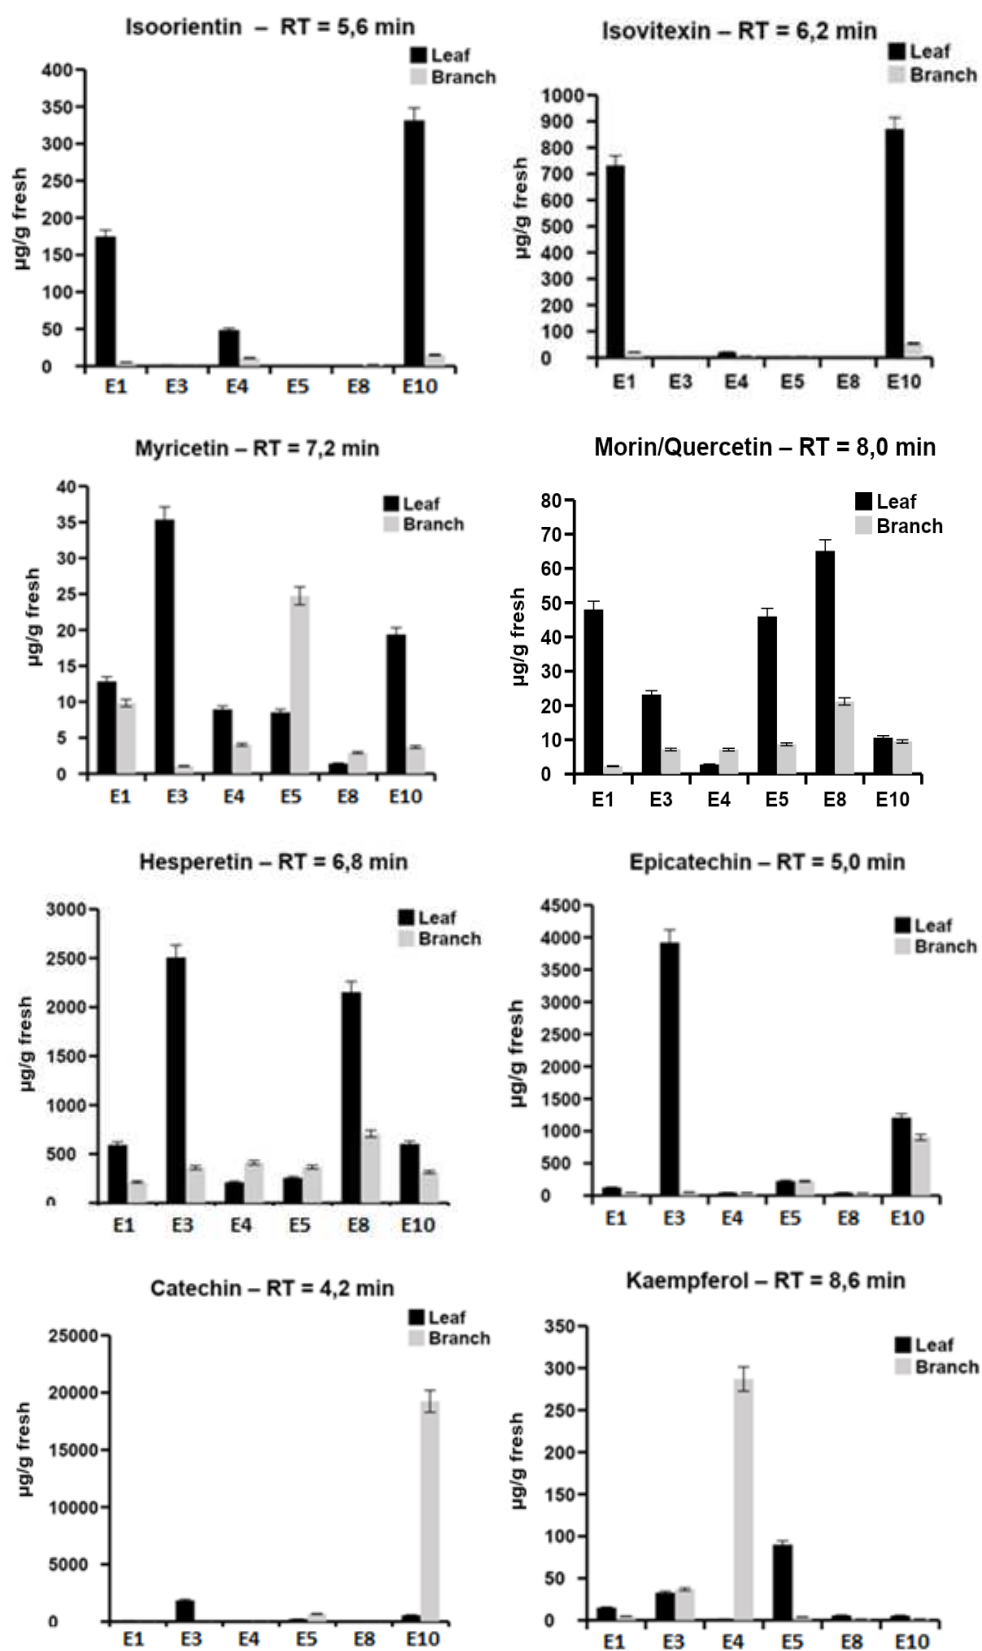 Isoorientin – RT = 5,6 min
Leaf
Branch
µg/g fresh
400
350
300
250
200
150
100
50
0
E1 E3 E4 E5 E8 E10
Isovitexin – RT = 6,2 min
Leaf
Branch
µg/g fresh
1000
900
800
700
600
500
400
300
200
100
0
E1 E3 E4 E5 E8 E10
Myricetin – RT = 7,2 min
Leaf
Branch
µg/g fresh
40
35
30
25
20
15
10
5
0
E1 E3 E4 E5 E8 E10
Morin/Quercetin – RT = 8,0 min
Leaf
Branch
µg/g fresh
80
70
60
50
40
30
20
10
0
E1 E3 E4 E5 E8 E10
Hesperetin – RT = 6,8 min
Leaf
Branch
µg/g fresh
3000
2500
2000
1500
1000
500
0
E1 E3 E4 E5 E8 E10
Epicatechin – RT = 5,0 min
Leaf
Branch
µg/g fresh
4500
4000
3500
3000
2500
2000
1500
1000
500
0
E1 E3 E4 E5 E8 E10
Catechin – RT = 4,2 min
Leaf
Branch
µg/g fresh
25000
20000
15000
10000
5000
0
E1 E3 E4 E5 E8 E10
Kaempferol – RT = 8,6 min
Leaf
Branch
µg/g fresh
350
300
250
200
150
100
50
0
E1 E3 E4 E5 E8 E10